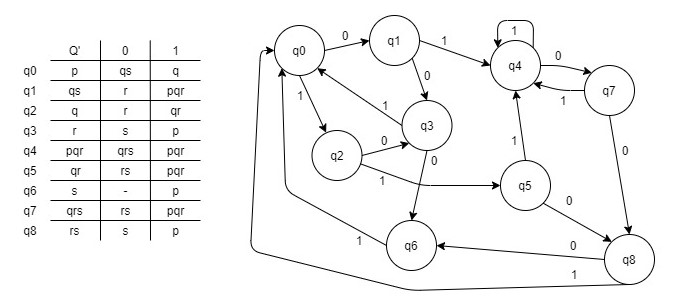 Q' 0 1
q0 p qs q
q1 qs r pqr
q2 q r qr
q3 r s p
q4 pqr qrs pqr
q5 qr rs pqr
q6 s - p
q7 qrs rs pqr
q8 rs s p
1
q0 0 q1 1 q4 0 q7
0 1
1 1
q3
q2 0 0 1 0
1 q5
0
1 q6 0 q8
1